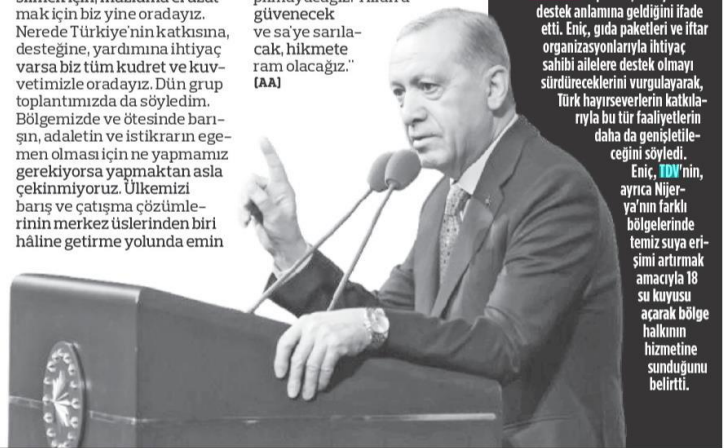 mak için biz yine oradayız.
Nerede Türkiye'nin katkısına,
desteğine, yardımına ihtiyaç
varsa biz tüm kudret ve kuv-
vetimizle oradayız. Dün grup
toplantımızda da söyledim.
Bölgemizde ve ötesinde barı-
şın, adaletin ve istikrarın ege-
men olması için ne yapmamız
gerekiyorsa yapmaktan asla
çekinmiyoruz. Ülkemizi
barış ve çatışma çözümle-
rinin merkez üslerinden biri
hâline getirme yolunda emin
güvenecek
ve sa'ye sarıla-
cak, hikmete
ram olacağız."
(AA)
destek anlamına geldiğini ifade
etti. Eniç, gıda paketleri ve iftar
organizasyonlarıyla ihtiyaç
sahibi ailelere destek olmayı
sürdüreceklerini vurgulayarak,
Türk hayırseverlerin katkıla-
rıyla bu tür faaliyetlerin
daha da genişletile-
ceğini söyledi.
Eniç, TDV'nin,
ayrıca Nijer-
ya'nın farklı
bölgelerinde
temiz suya eri-
şimi artırmak
amacıyla 18
su kuyusu
açarak bölge
halkının
hizmetine
sunduğunu
belirtti.